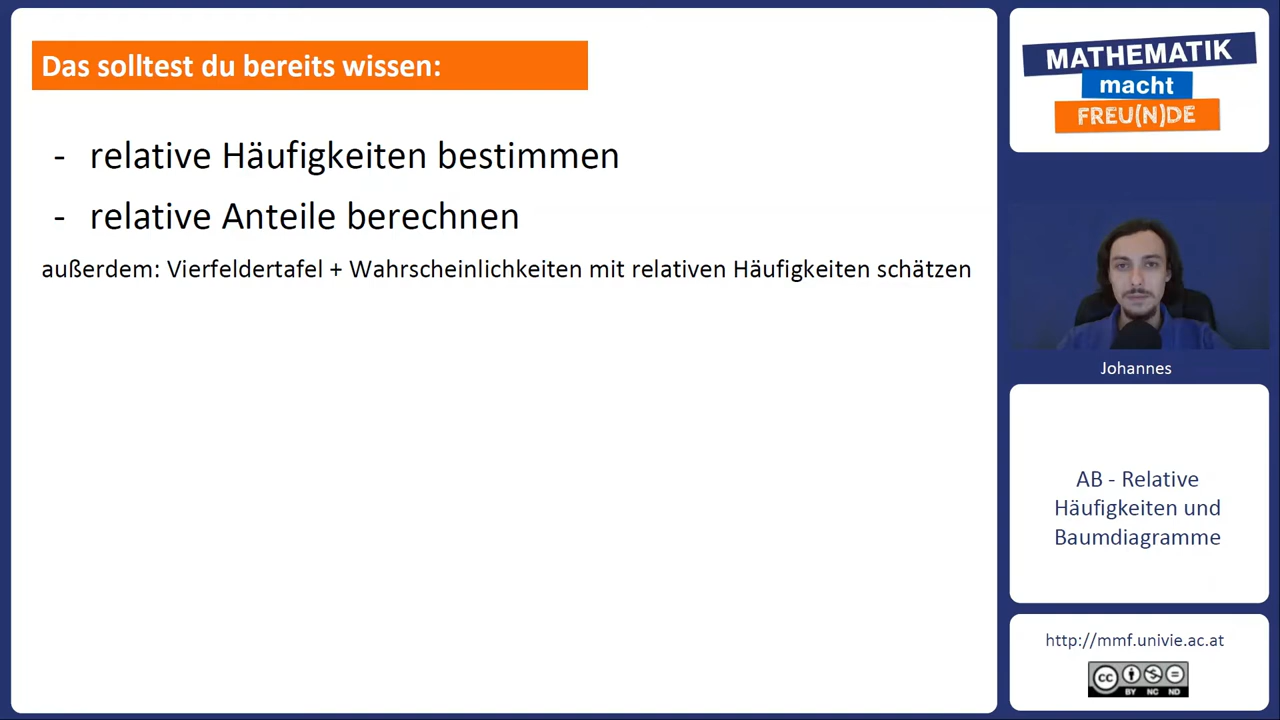 Das solltest du bereits wissen:
- relative Häufigkeiten bestimmen
- relative Anteile berechnen
außerdem: Vierfeldertafel + Wahrscheinlichkeiten mit relativen Häufigkeiten schätzen
MATHEMATIK
macht
FREU(N)DE
Johannes
AB - Relative
Häufigkeiten und
Baumdiagramme
http://mmf.univie.ac.at
cc
BY NC ND